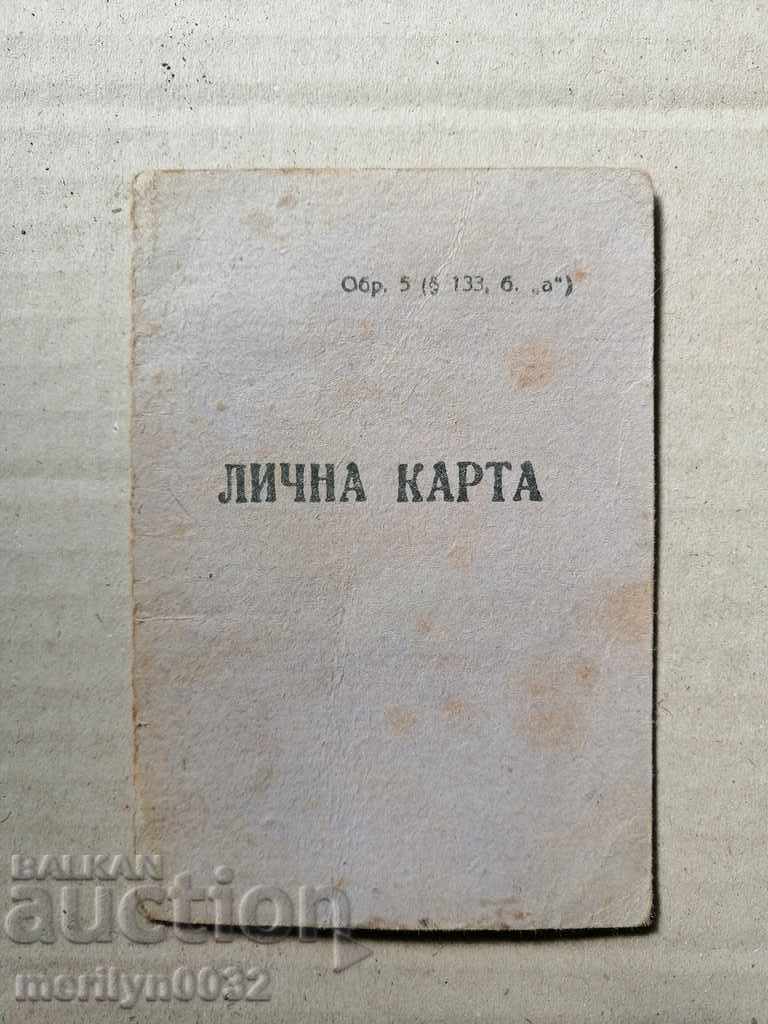 Обр. 5 (§ 133, б. „а“)
ЛИЧНА КАРТА
BALKAN
auction
merilyn0032